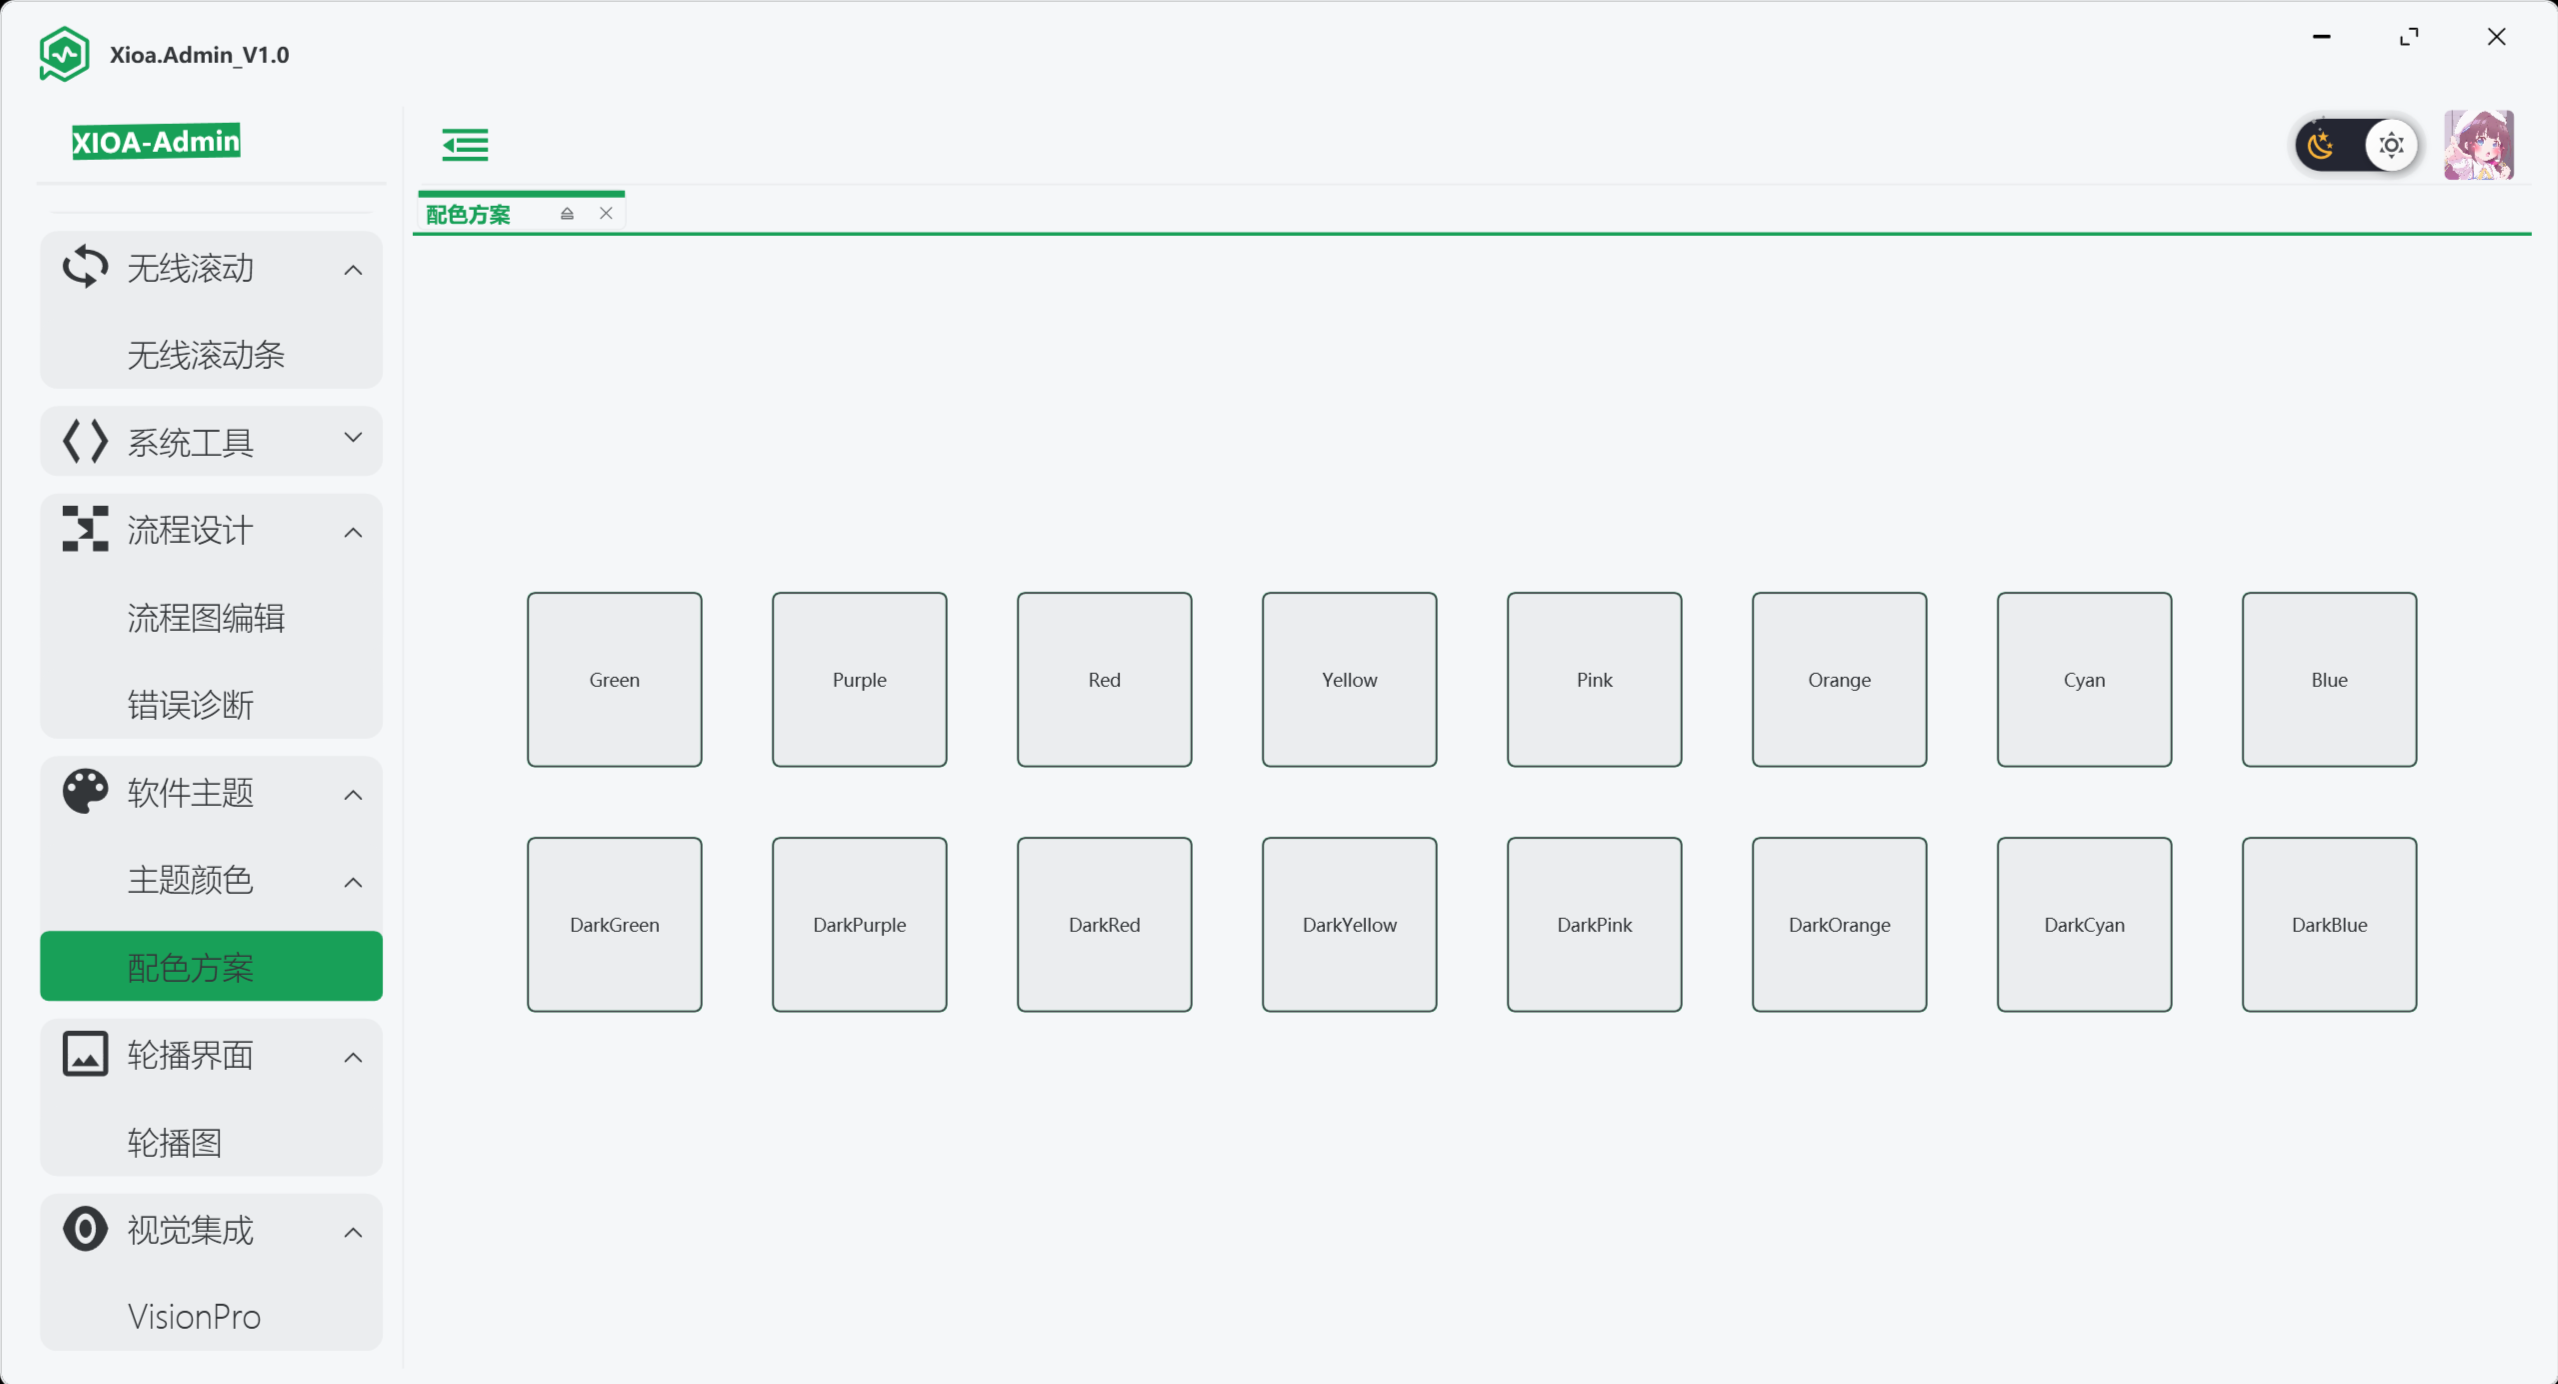 Xioa.Admin_V1.0
XIOA-Admin
配色方案
无线滚动
无线滚动条
系统工具
流程设计
流程图编辑
错误诊断
软件主题
主题颜色
配色方案
轮播界面
轮播图
视觉集成
VisionPro
Green Purple Red Yellow Pink Orange Cyan Blue
DarkGreen DarkPurple DarkRed DarkYellow DarkPink DarkOrange DarkCyan DarkBlue